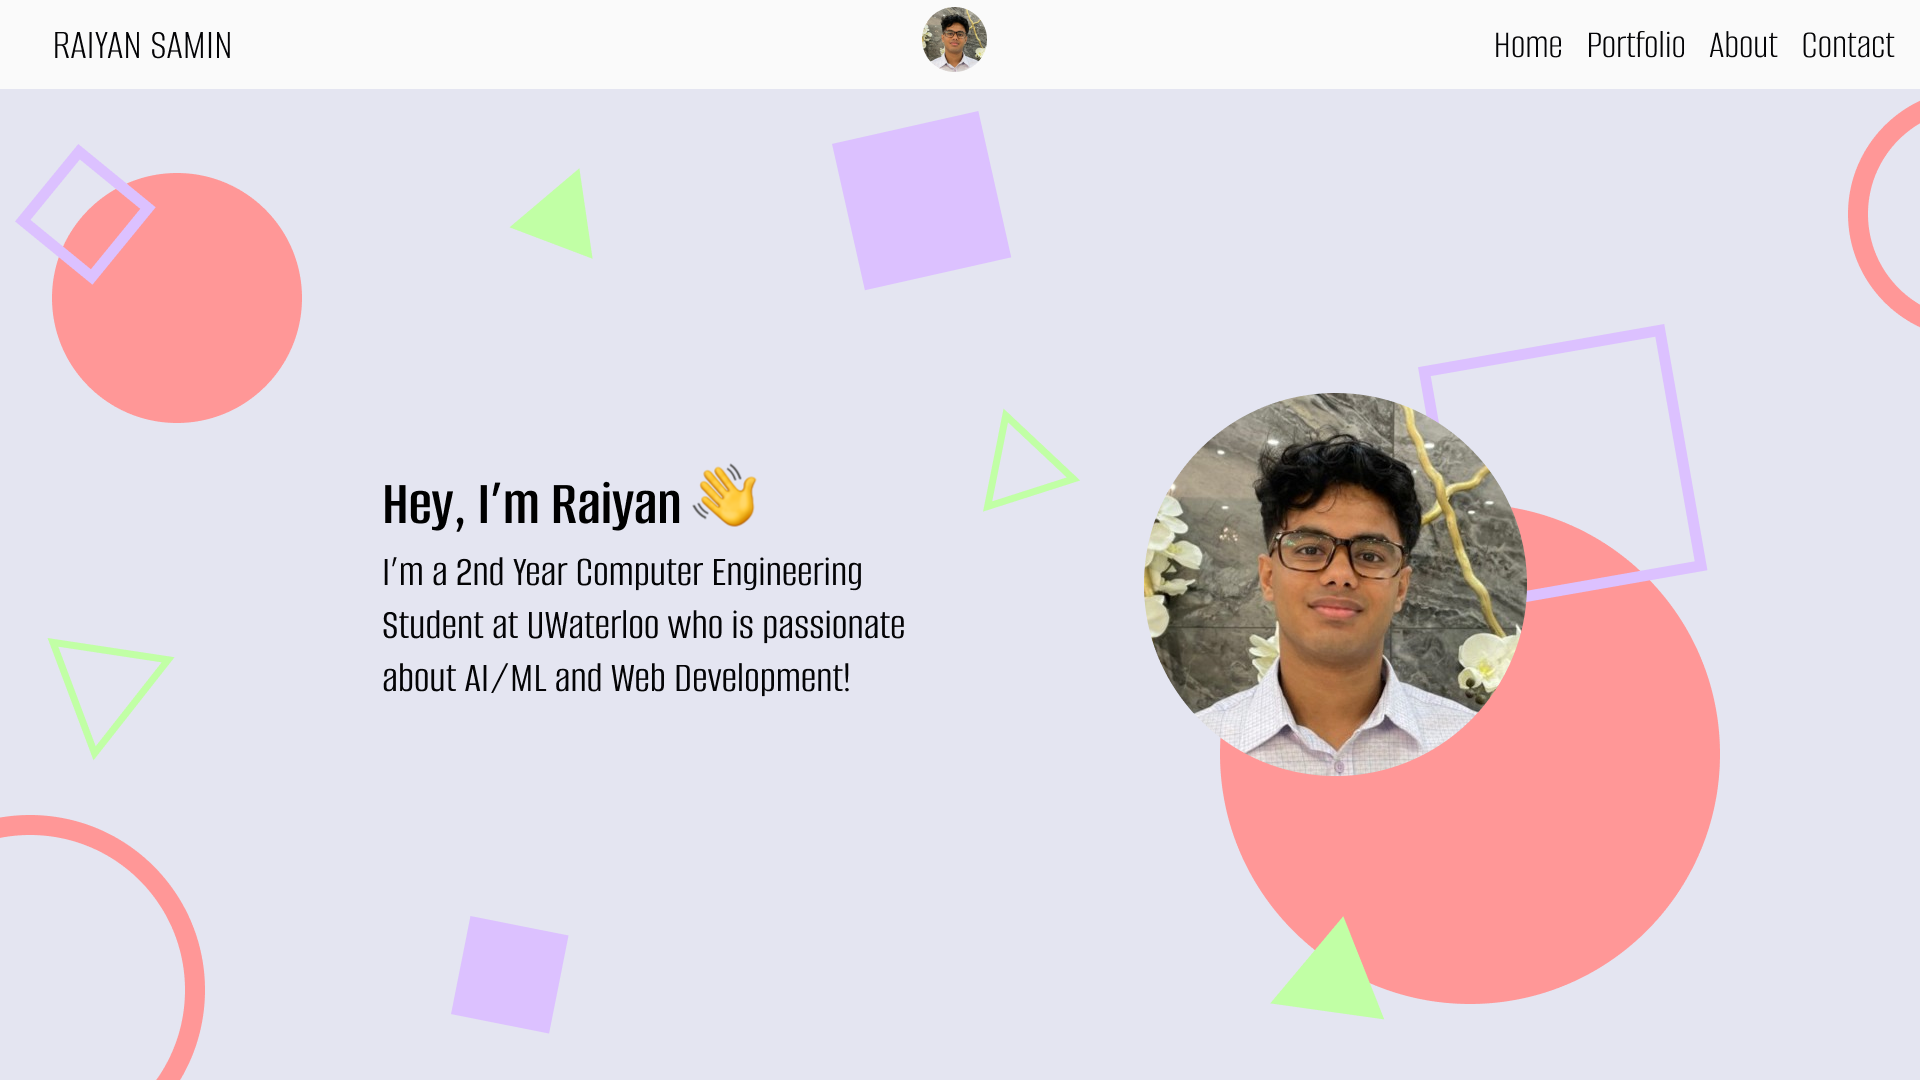 RAIYAN SAMIN
Home Portfolio About Contact
Hey, I'm Raiyan 👋
I'm a 2nd Year Computer Engineering
Student at UWaterloo who is passionate
about AI/ML and Web Development!